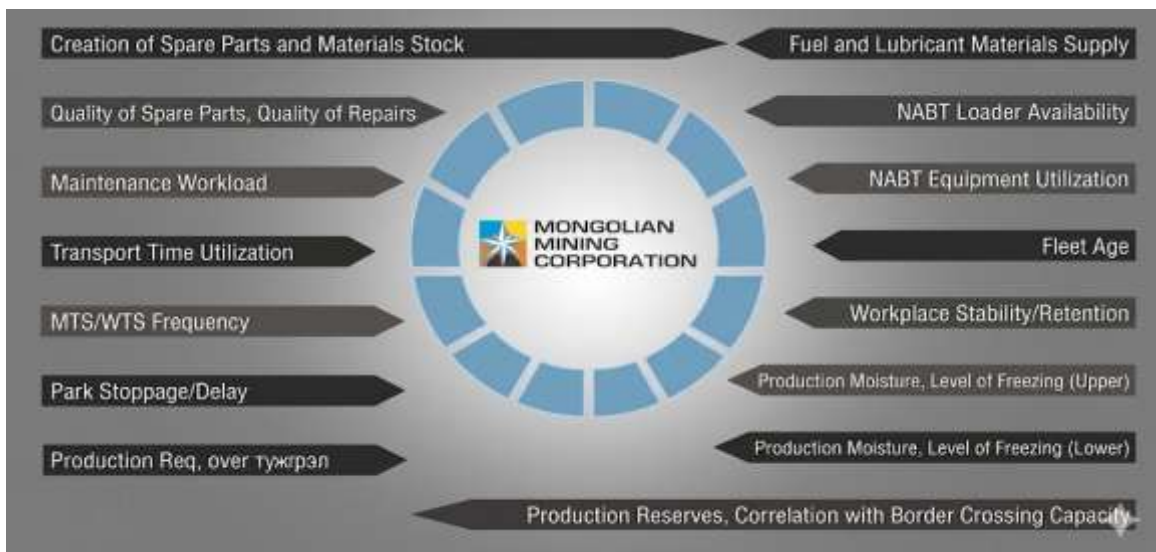 Creation of Spare Parts and Materials Stock
Fuel and Lubricant Materials Supply
Quality of Spare Parts, Quality of Repairs
NABT Loader Availability
Maintenance Workload
NABT Equipment Utilization
MONGOLIAN
MINING
CORPORATION
Transport Time Utilization
Fleet Age
MTS/WTS Frequency
Workplace Stability/Retention
Park Stoppage/Delay
Production Moisture, Level of Freezing (Upper)
Production Req, over тужгрэл
Production Moisture, Level of Freezing (Lower)
Production Reserves, Correlation with Border Crossing Capacity